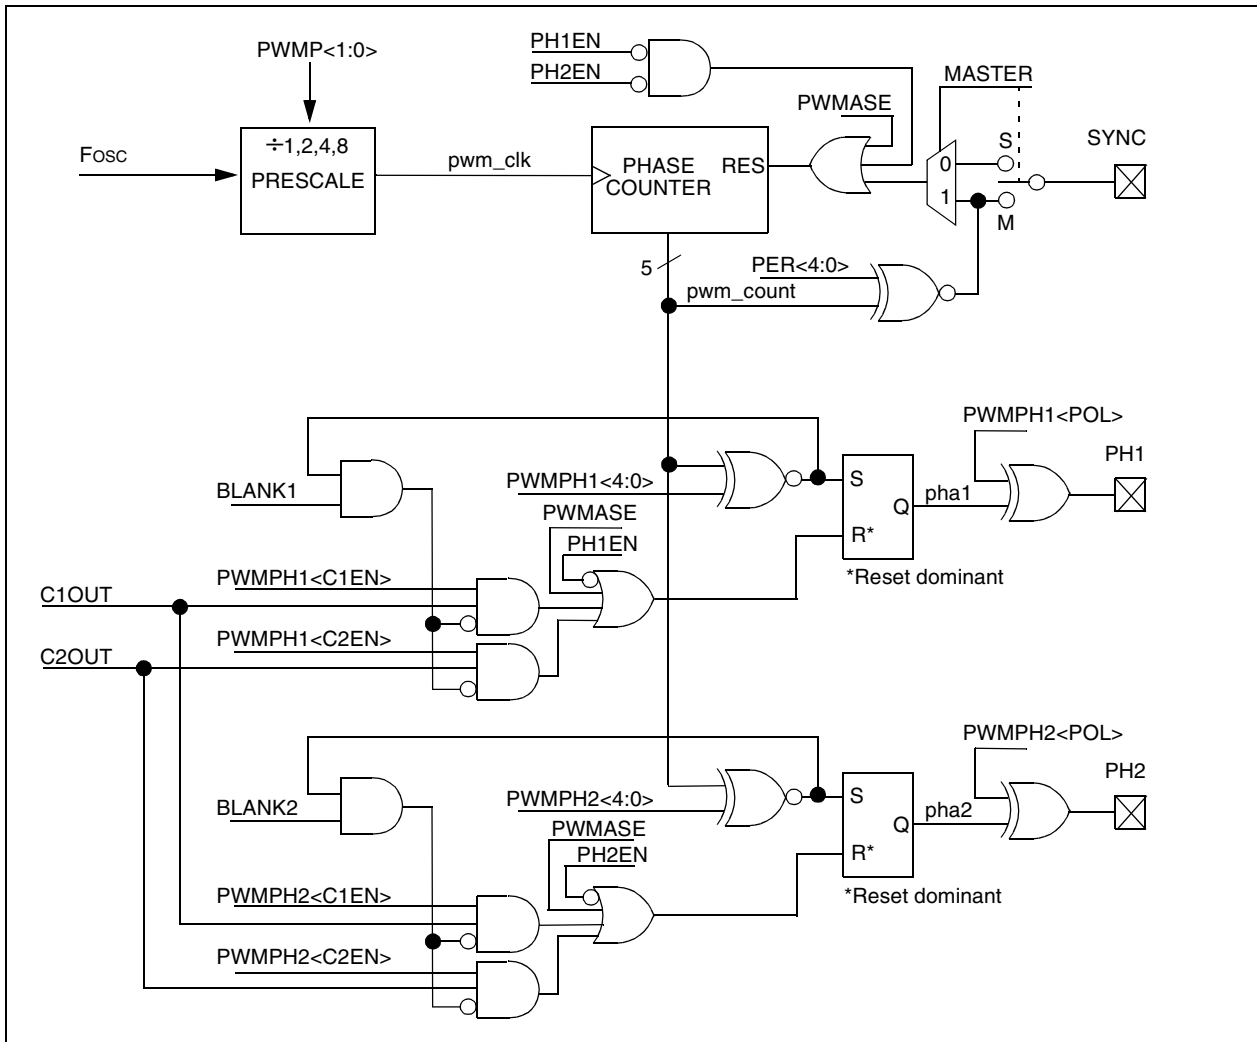 PWMP<1:0>
PH1EN
PH2EN
MASTER
PWMASE
SYNC
FOSC
÷1,2,4,8
PRESCALE
pwm_clk
PHASE
COUNTER
RES
0
1
S
M
5
PER<4:0>
pwm_count
PWMPH1<POL>
PH1
BLANK1
PWMPH1<4:0>
S
Q
R*
pha1
PWMASE
PH1EN
*Reset dominant
PWMPH1<C1EN>
C1OUT
PWMPH1<C2EN>
C2OUT
PWMPH2<POL>
PH2
BLANK2
PWMPH2<4:0>
S
Q
R*
pha2
PWMASE
PH2EN
*Reset dominant
PWMPH2<C1EN>
PWMPH2<C2EN>